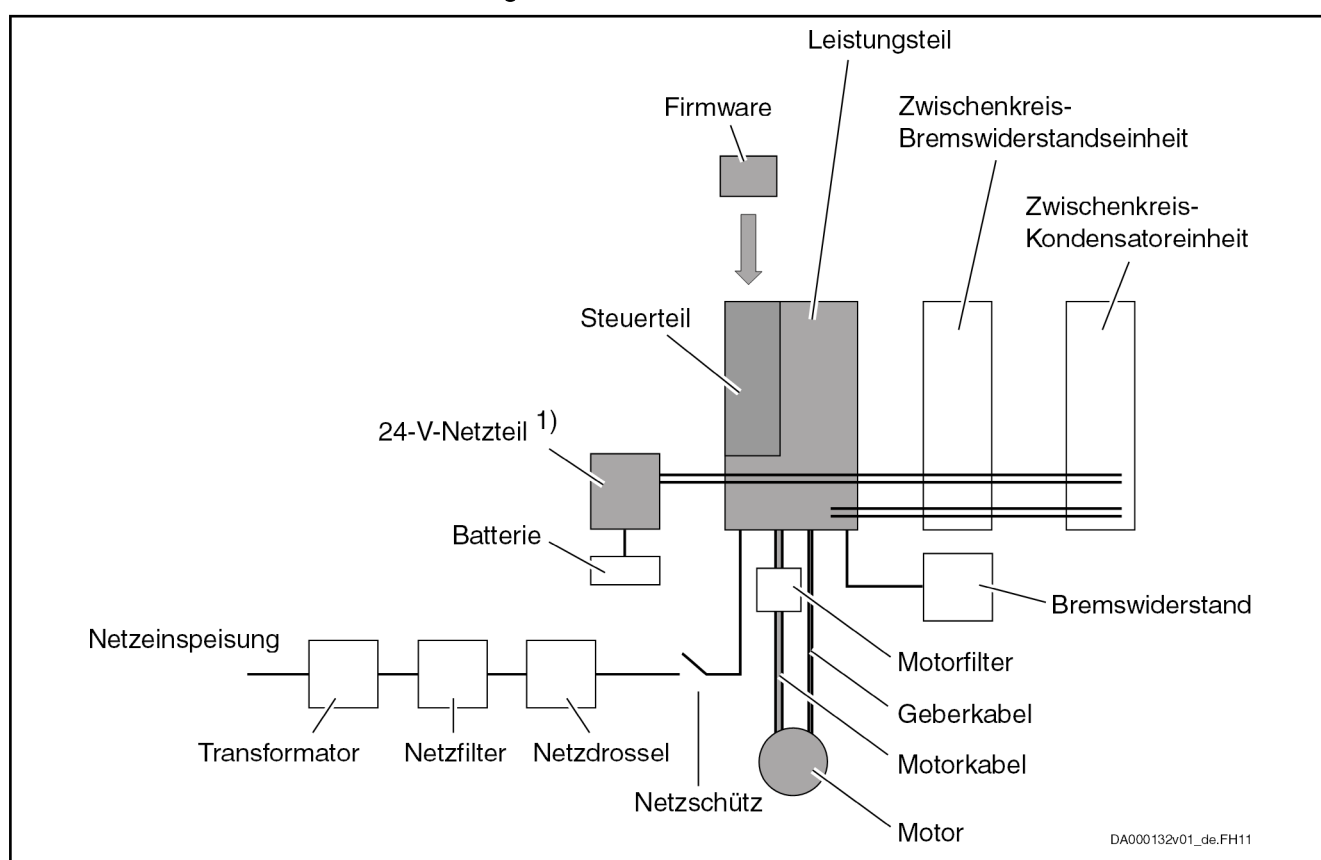 Leistungsteil
Firmware
Zwischenkreis-
Bremswiderstandseinheit
Zwischenkreis-
Kondensatoreinheit
Steuerteil
24-V-Netzteil 1)
Batterie
Bremswiderstand
Netzeinspeisung
Motorfilter
Geberkabel
Transformator
Netzfilter
Netzdrossel
Motorkabel
Netzschütz
Motor
DA000132v01_de.FH11